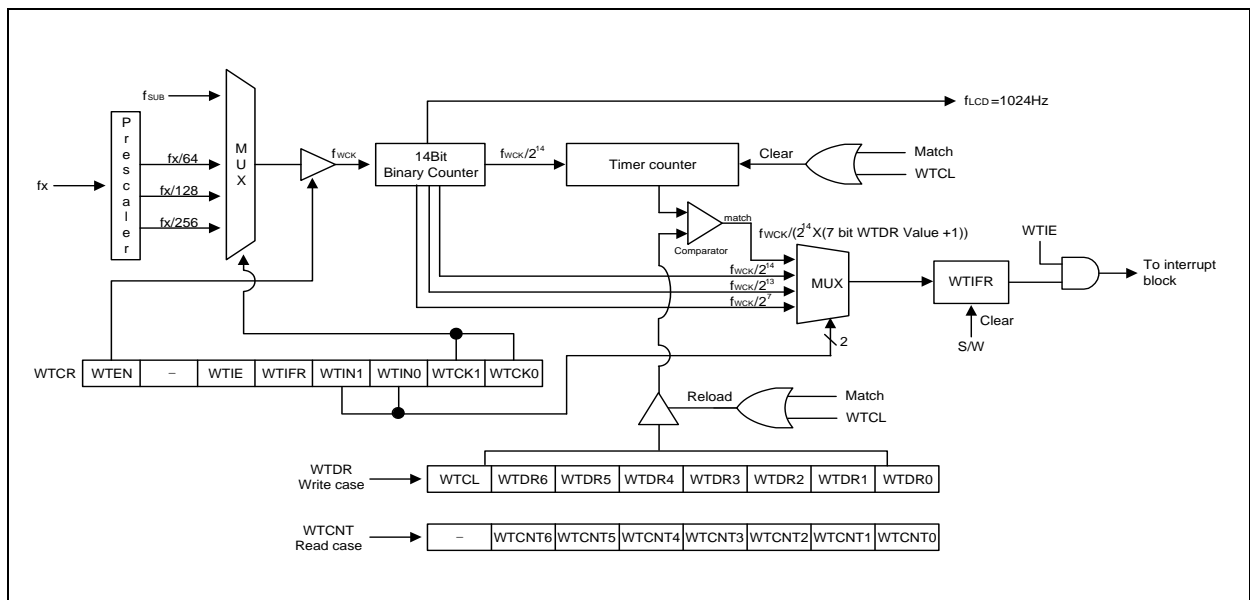 fSUB
Prescaler
MUX
fx
fx/64
fx/128
fx/256
fWCK
14Bit
Binary Counter
fWCK/2^14
Timer counter
fLCD=1024Hz
Clear
Match
WTCL
match
Comparator
fWCK/(2^14X(7 bit WTDR Value +1))
fWCK/2^14
fWCK/2^13
fWCK/2^7
MUX
2
WTIFR
Clear
S/W
WTIE
To interrupt
block
WTCR WTEN – WTIE WTIFR WTIN1 WTIN0 WTCK1 WTCK0
Reload
Match
WTCL
WTDR
Write case
WTCL WTDR6 WTDR5 WTDR4 WTDR3 WTDR2 WTDR1 WTDR0
WTCNT
Read case
– WTCNT6 WTCNT5 WTCNT4 WTCNT3 WTCNT2 WTCNT1 WTCNT0